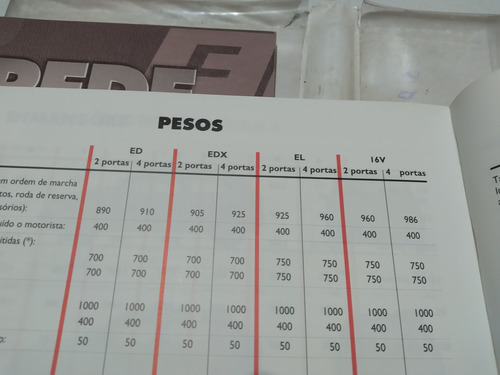 REDE
PESOS
ED EDX EL 16V
2 portas 4 portas 2 portas 4 portas 2 portas 4 portas 2 portas 4 portas
em ordem de marcha
tos, roda de reserva,
sórios): 890 910 905 925 925 960 960 986
uído o motorista: 400 400 400 400 400 400 400 400
itidas (*):
700 700 700 700 750 750 750 750
700 700 700 700 750 750 750 750
1000 1000 1000 1000 1000 1000 1000 1000
400 400 400 400 400 400 400 400
o: 50 50 50 50 50 50 50 50